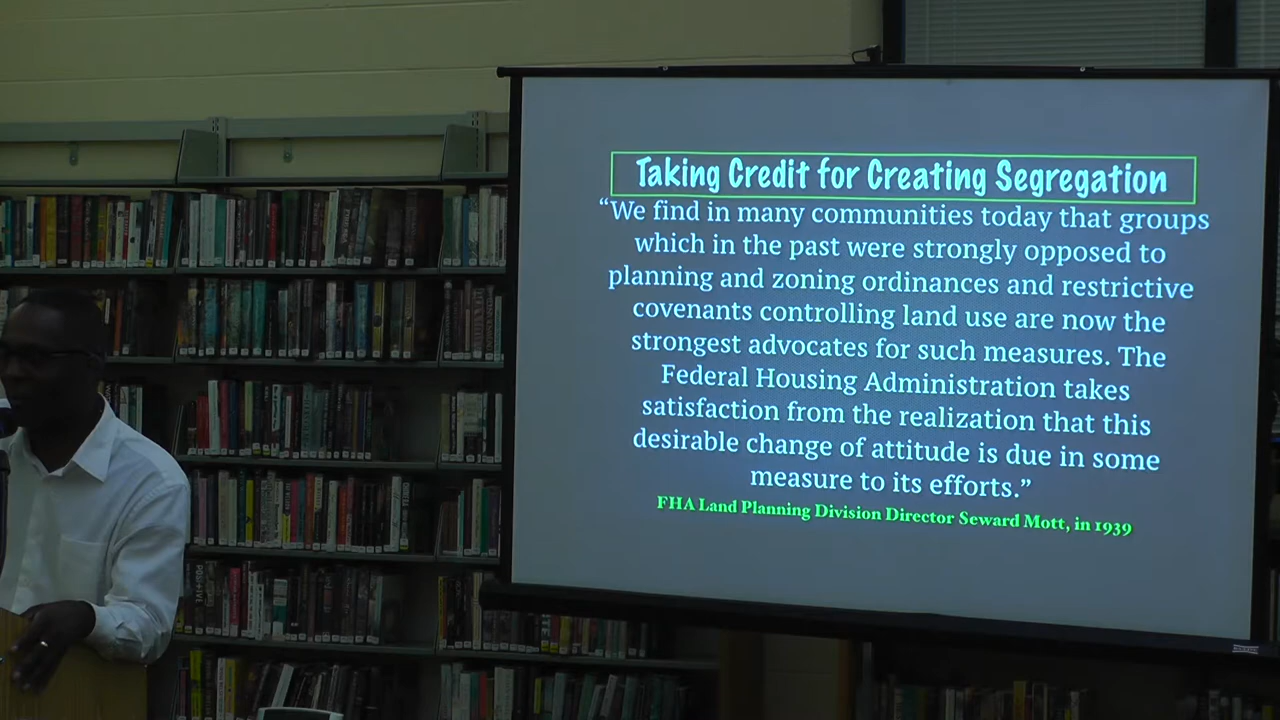 Taking Credit for Creating Segregation
“We find in many communities today that groups
which in the past were strongly opposed to
planning and zoning ordinances and restrictive
covenants controlling land use are now the
strongest advocates for such measures. The
Federal Housing Administration takes
satisfaction from the realization that this
desirable change of attitude is due in some
measure to its efforts.”
FHA Land Planning Division Director Seward Mott, in 1939